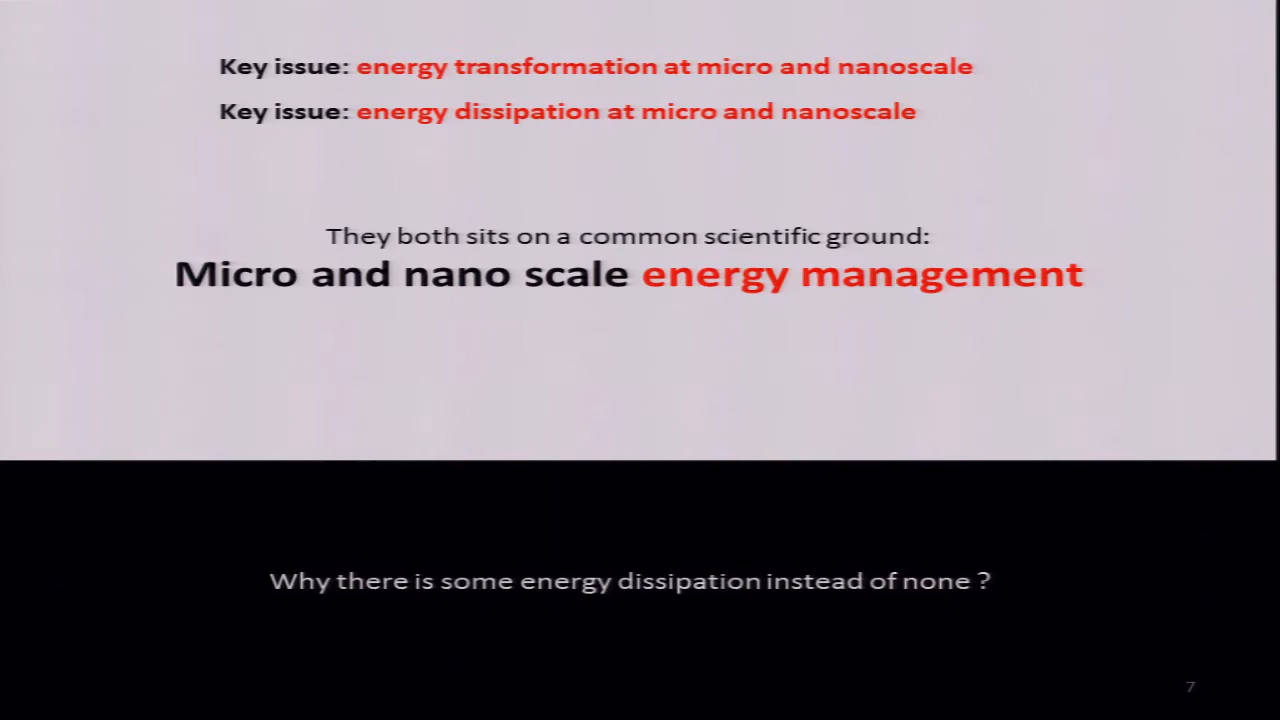 Key issue: energy transformation at micro and nanoscale
Key issue: energy dissipation at micro and nanoscale
They both sits on a common scientific ground:
Micro and nano scale energy management
Why there is some energy dissipation instead of none ?
7